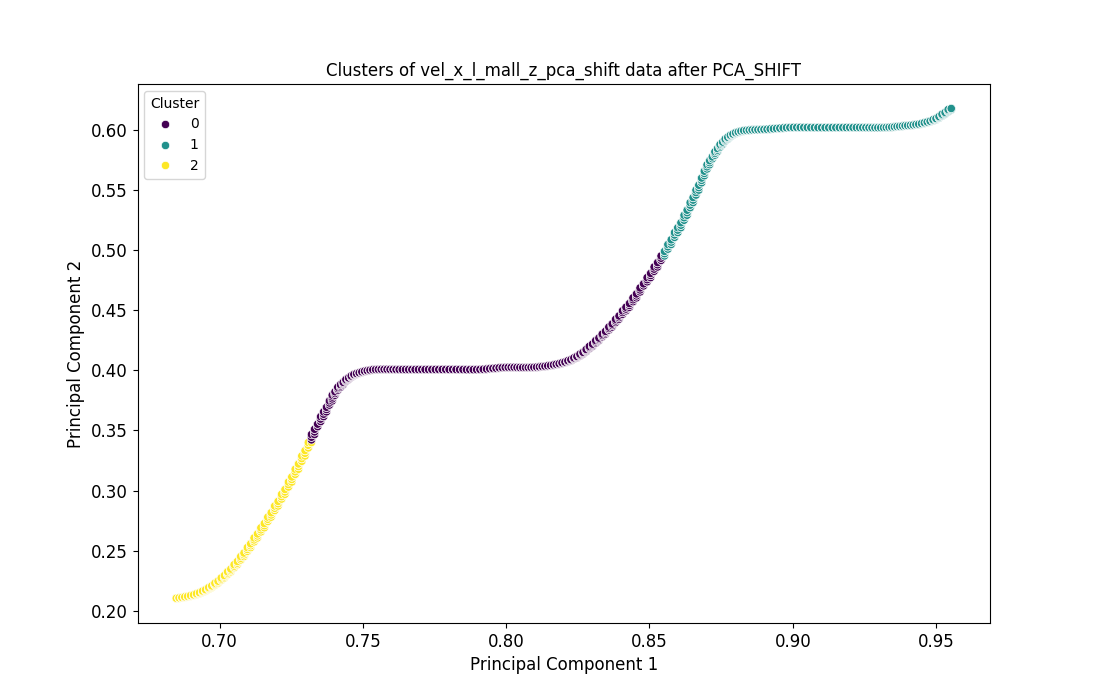 Clusters of vel_x_l_mall_z_pca_shift data after PCA_SHIFT
Cluster
0
1
2
0.60
0.55
0.50
0.45
0.40
0.35
0.30
0.25
0.20
Principal Component 2
0.70 0.75 0.80 0.85 0.90 0.95
Principal Component 1